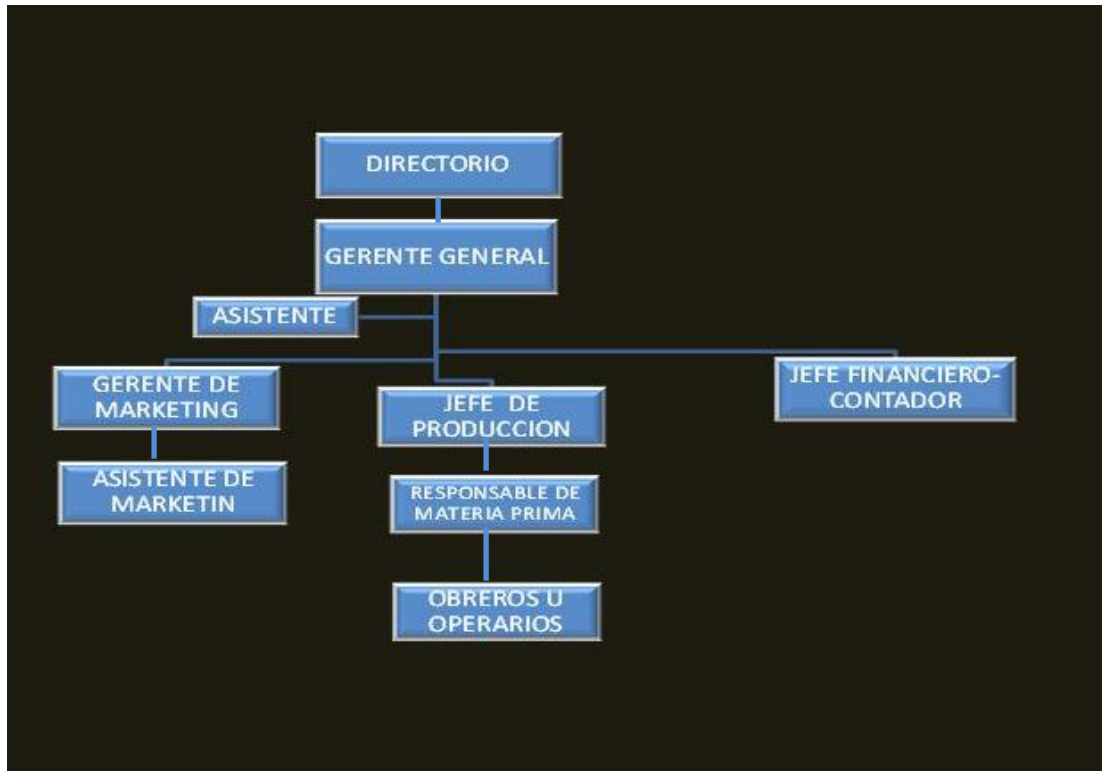 DIRECTORIO
GERENTE GENERAL
ASISTENTE
GERENTE DE
MARKETING
JEFE DE
PRODUCCION
JEFE FINANCIERO-
CONTADOR
ASISTENTE DE
MARKETIN
RESPONSABLE DE
MATERIA PRIMA
OBREROS U
OPERARIOS